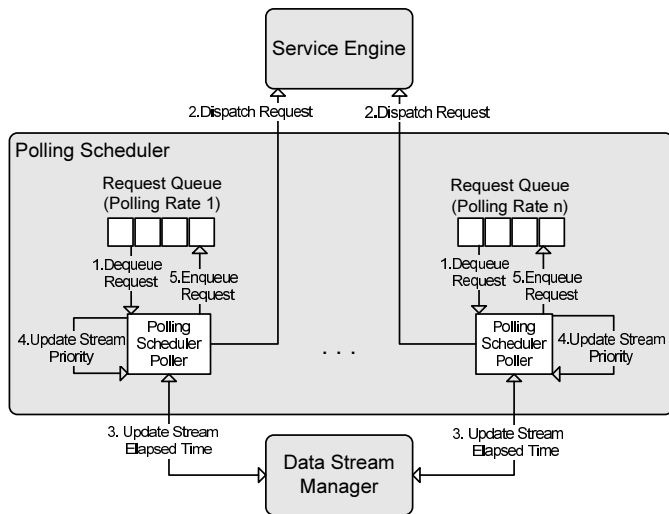 Service Engine
2.Dispatch Request
2.Dispatch Request
Polling Scheduler
Request Queue
(Polling Rate 1)
Request Queue
(Polling Rate n)
1.Dequeue
Request
5.Enqueue
Request
1.Dequeue
Request
5.Enqueue
Request
4.Update Stream
Priority
Polling
Scheduler
Poller
. . .
Polling
Scheduler
Poller
4.Update Stream
Priority
3. Update Stream
Elapsed Time
3. Update Stream
Elapsed Time
Data Stream
Manager